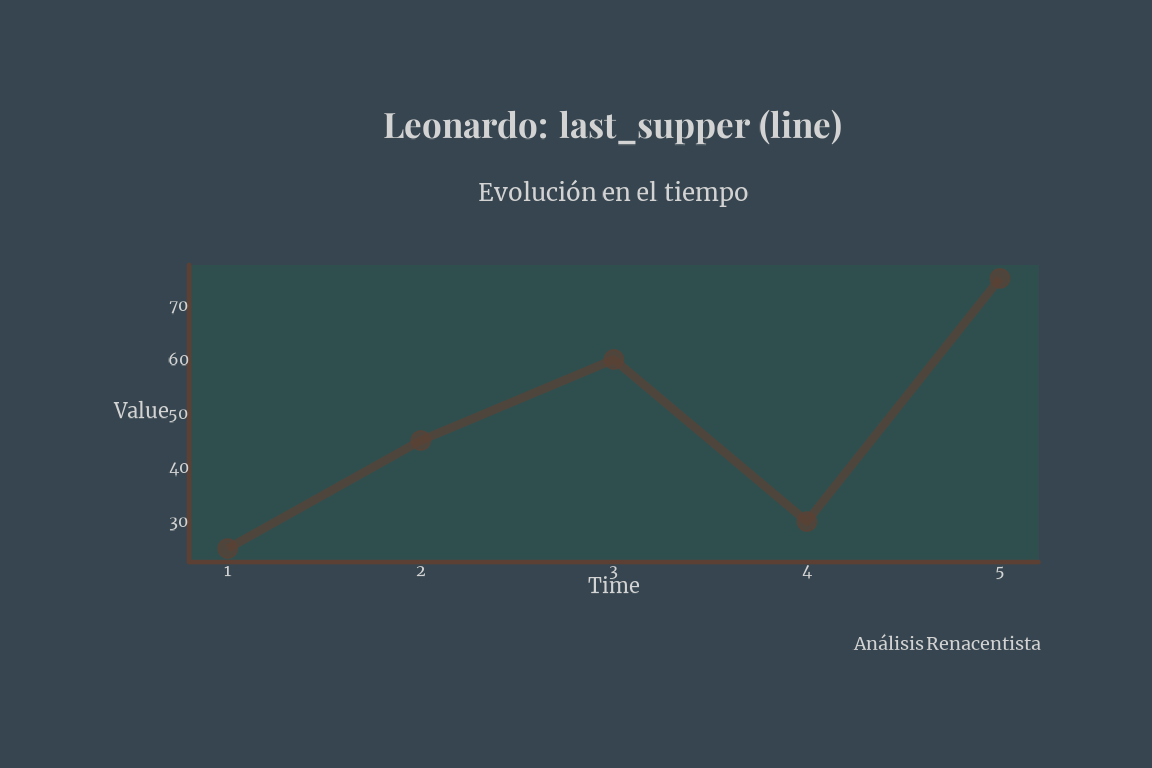 Leonardo: last_supper (line)
Evolución en el tiempo
70
60
Value
50
40
30
1 2 3 4 5
Time
Análisis Renacentista